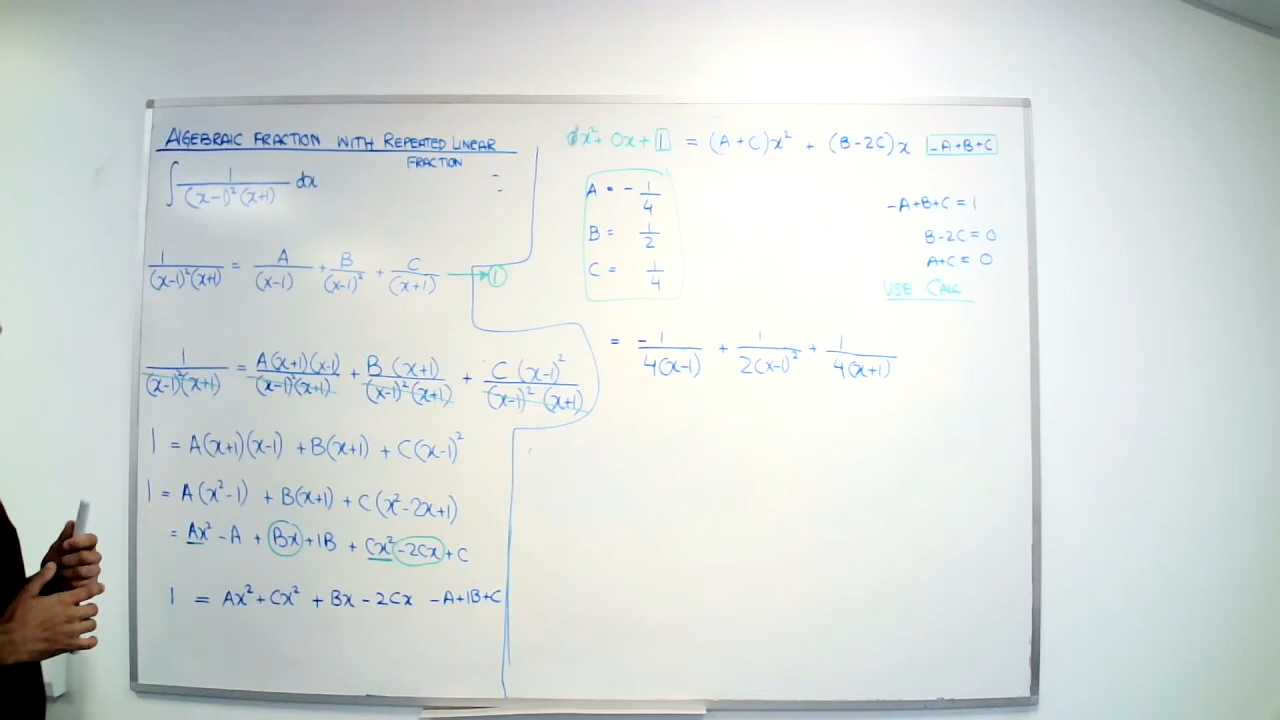 ALGEBRAIC FRACTION WITH REPEATED LINEAR
FRACTION
∫ 1/((x-1)²(x+1)) dx =
1/((x-1)²(x+1)) = A/(x-1) + B/(x-1)² + C/(x+1) → ①
1/((x-1)²(x+1)) = A(x+1)(x-1)/((x-1)²(x+1)) + B(x+1)/((x-1)²(x+1)) + C(x-1)²/((x-1)²(x+1))
1 = A(x+1)(x-1) + B(x+1) + C(x-1)²
1 = A(x²-1) + B(x+1) + C(x²-2x+1)
= Ax² - A + Bx + 1B + Cx² - 2Cx + C
1 = Ax² + Cx² + Bx - 2Cx - A + 1B + C
0x² + 0x + 1 = (A+C)x² + (B-2C)x -A+B+C
A = - 1/4
B = 1/2
C = 1/4
-A+B+C = 1
B-2C = 0
A+C = 0
USE CALC
= -1/(4(x-1)) + 1/(2(x-1)²) + 1/(4(x+1))